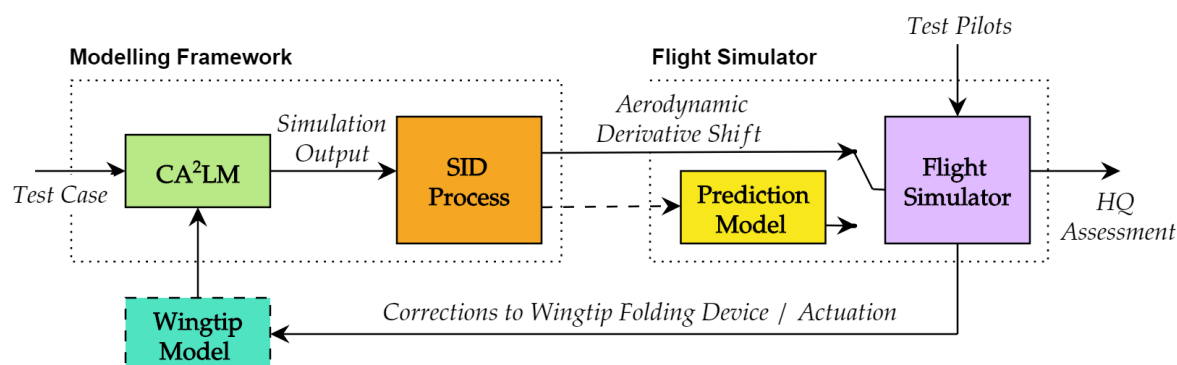 Test Pilots
Modelling Framework
Flight Simulator
Simulation
Output
Aerodynamic
Derivative Shift
CA²LM
SID
Process
Flight
Simulator
Test Case
Prediction
Model
HQ
Assessment
Corrections to Wingtip Folding Device / Actuation
Wingtip
Model